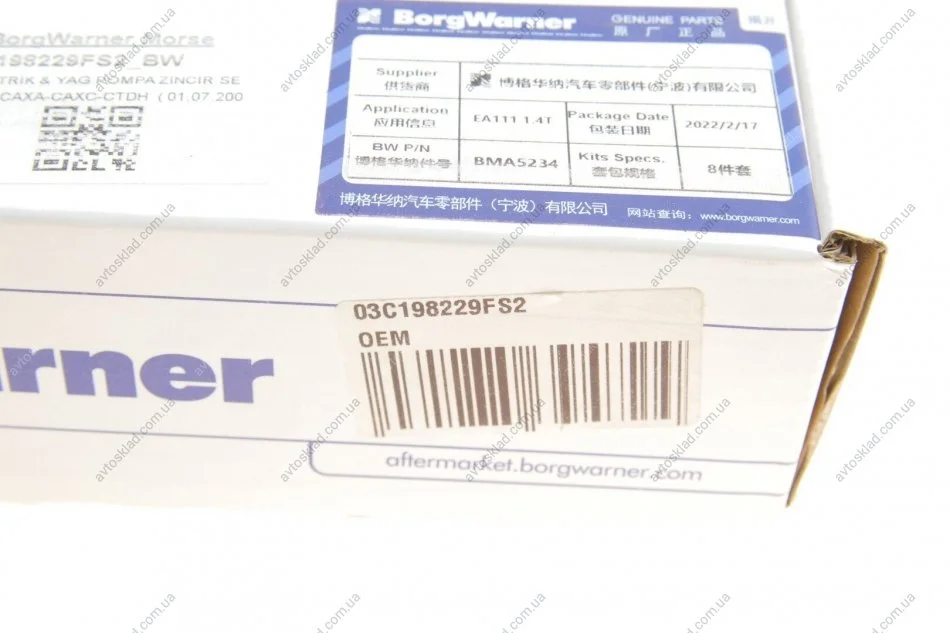 BorgWarner Morse
198229FS2_BW
TRIK & YAG POMPA ZINCIR SE
CAXA-CAXC-CTDH ( 01.07.200
BorgWarner
GENUINE PARTS
原 厂 正 品
Supplier
供货商
博格华纳汽车零部件(宁波)有限公司
Application
应用信息
EA111 1.4T
Package Date
包装日期
2022/2/17
BW P/N
博格华纳件号
BMA5234
Kits Specs.
套包规格
8件套
博格华纳汽车零部件（宁波）有限公司
网站查询：www.borgwarner.com
03C198229FS2
OEM
rner
aftermarket.borgwarner.com
avtosklad.com.ua